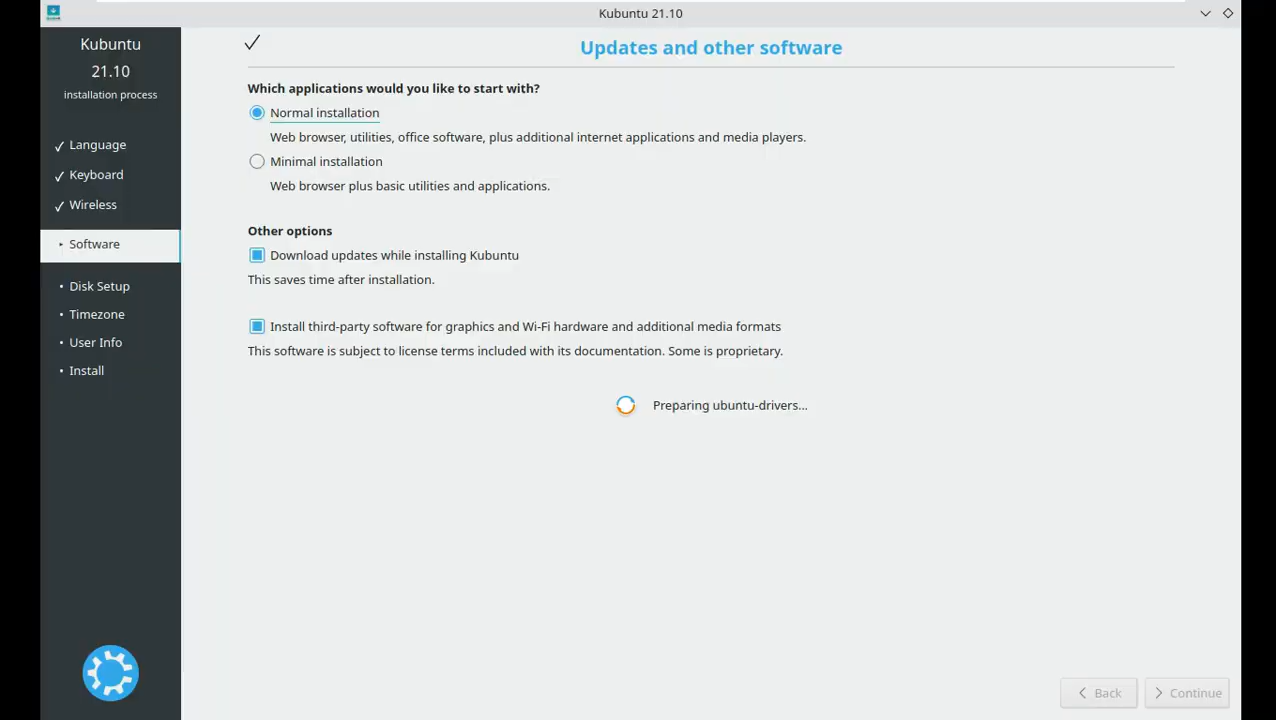 Kubuntu 21.10
Kubuntu
21.10
installation process
Language
Keyboard
Wireless
Software
Disk Setup
Timezone
User Info
Install
Updates and other software
Which applications would you like to start with?
Normal installation
Web browser, utilities, office software, plus additional internet applications and media players.
Minimal installation
Web browser plus basic utilities and applications.
Other options
Download updates while installing Kubuntu
This saves time after installation.
Install third-party software for graphics and Wi-Fi hardware and additional media formats
This software is subject to license terms included with its documentation. Some is proprietary.
Preparing ubuntu-drivers...
Back
Continue